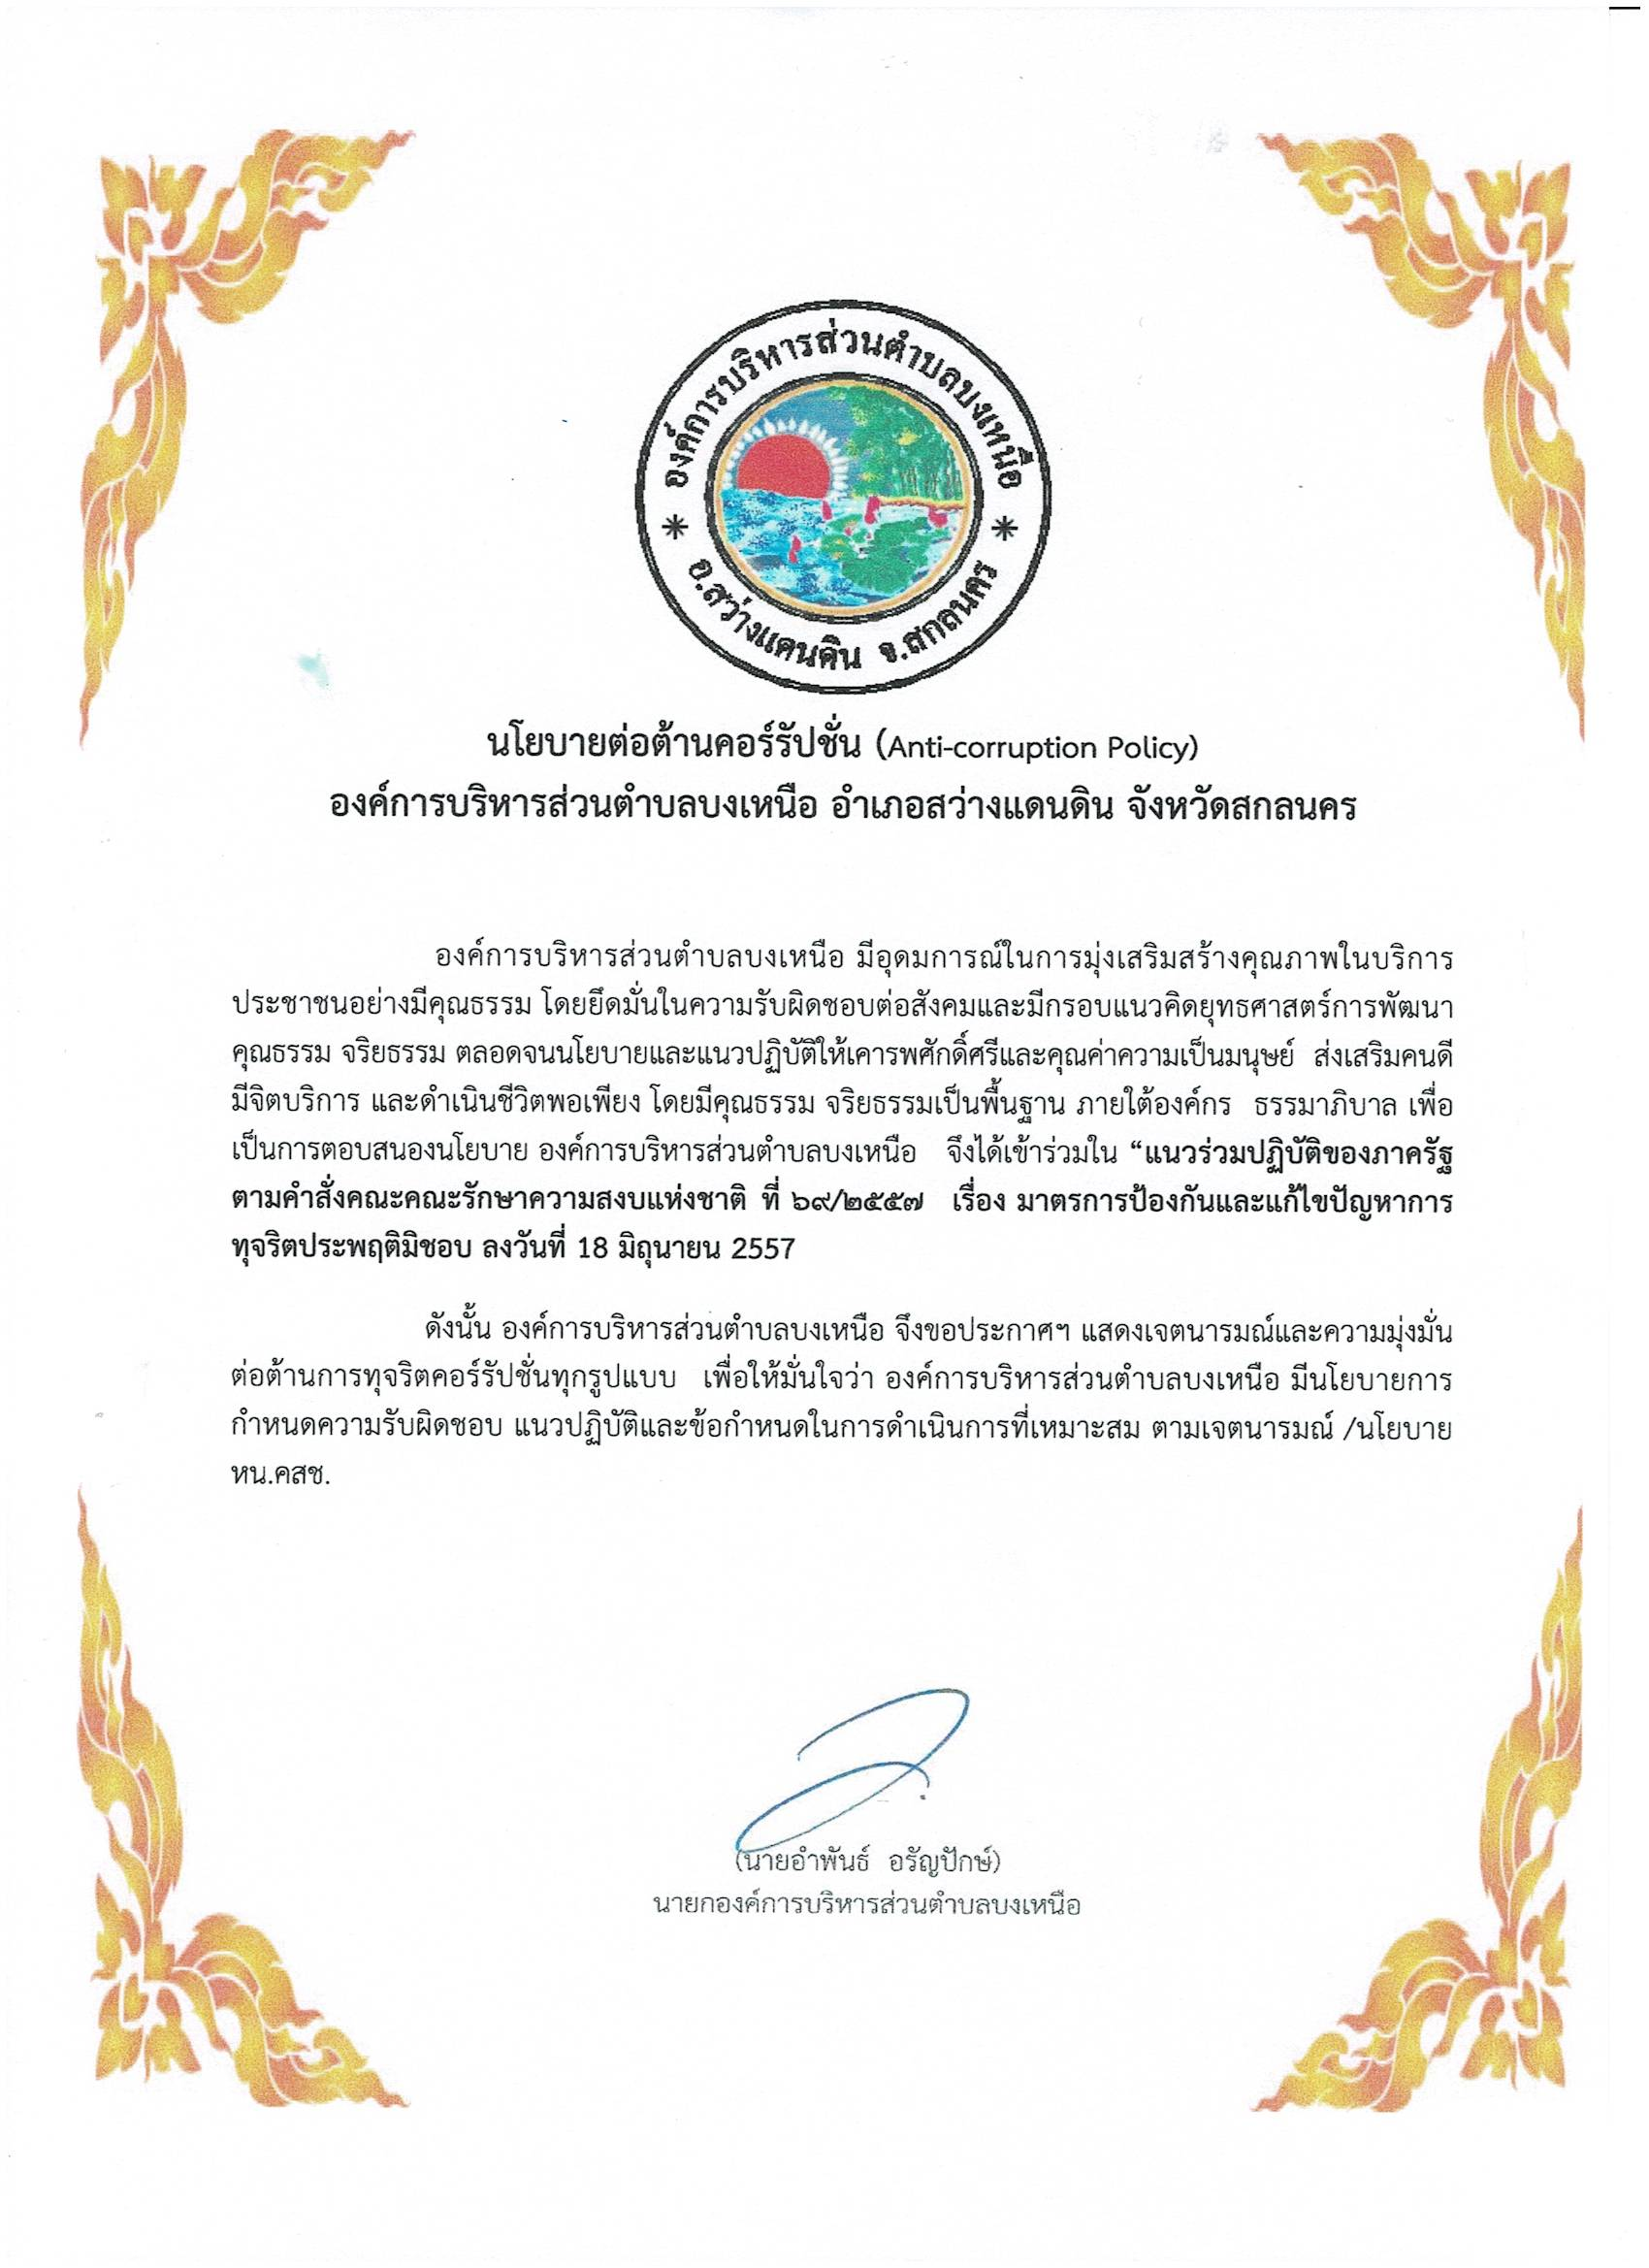 องค์การบริหารส่วนตำบลบงเหนือ
* *
อ.สว่างแดนดิน จ.สกลนคร
นโยบายต่อต้านคอร์รัปชั่น (Anti-corruption Policy)
องค์การบริหารส่วนตำบลบงเหนือ อำเภอสว่างแดนดิน จังหวัดสกลนคร
องค์การบริหารส่วนตำบลบงเหนือ มีอุดมการณ์ในการมุ่งเสริมสร้างคุณภาพในบริการ
ประชาชนอย่างมีคุณธรรม โดยยึดมั่นในความรับผิดชอบต่อสังคมและมีกรอบแนวคิดยุทธศาสตร์การพัฒนา
คุณธรรม จริยธรรม ตลอดจนนโยบายและแนวปฏิบัติให้เคารพศักดิ์ศรีและคุณค่าความเป็นมนุษย์ ส่งเสริมคนดี
มีจิตบริการ และดำเนินชีวิตพอเพียง โดยมีคุณธรรม จริยธรรมเป็นพื้นฐาน ภายใต้องค์กร ธรรมาภิบาล เพื่อ
เป็นการตอบสนองนโยบาย องค์การบริหารส่วนตำบลบงเหนือ จึงได้เข้าร่วมใน “แนวร่วมปฏิบัติของภาครัฐ
ตามคำสั่งคณะคณะรักษาความสงบแห่งชาติ ที่ ๖๙/๒๕๕๗ เรื่อง มาตรการป้องกันและแก้ไขปัญหาการ
ทุจริตประพฤติมิชอบ ลงวันที่ 18 มิถุนายน 2557
ดังนั้น องค์การบริหารส่วนตำบลบงเหนือ จึงขอประกาศฯ แสดงเจตนารมณ์และความมุ่งมั่น
ต่อต้านการทุจริตคอร์รัปชั่นทุกรูปแบบ เพื่อให้มั่นใจว่า องค์การบริหารส่วนตำบลบงเหนือ มีนโยบายการ
กำหนดความรับผิดชอบ แนวปฏิบัติและข้อกำหนดในการดำเนินการที่เหมาะสม ตามเจตนารมณ์ /นโยบาย
หน.คสช.
(นายอำพันธ์ อรัญปักษ์)
นายกองค์การบริหารส่วนตำบลบงเหนือ